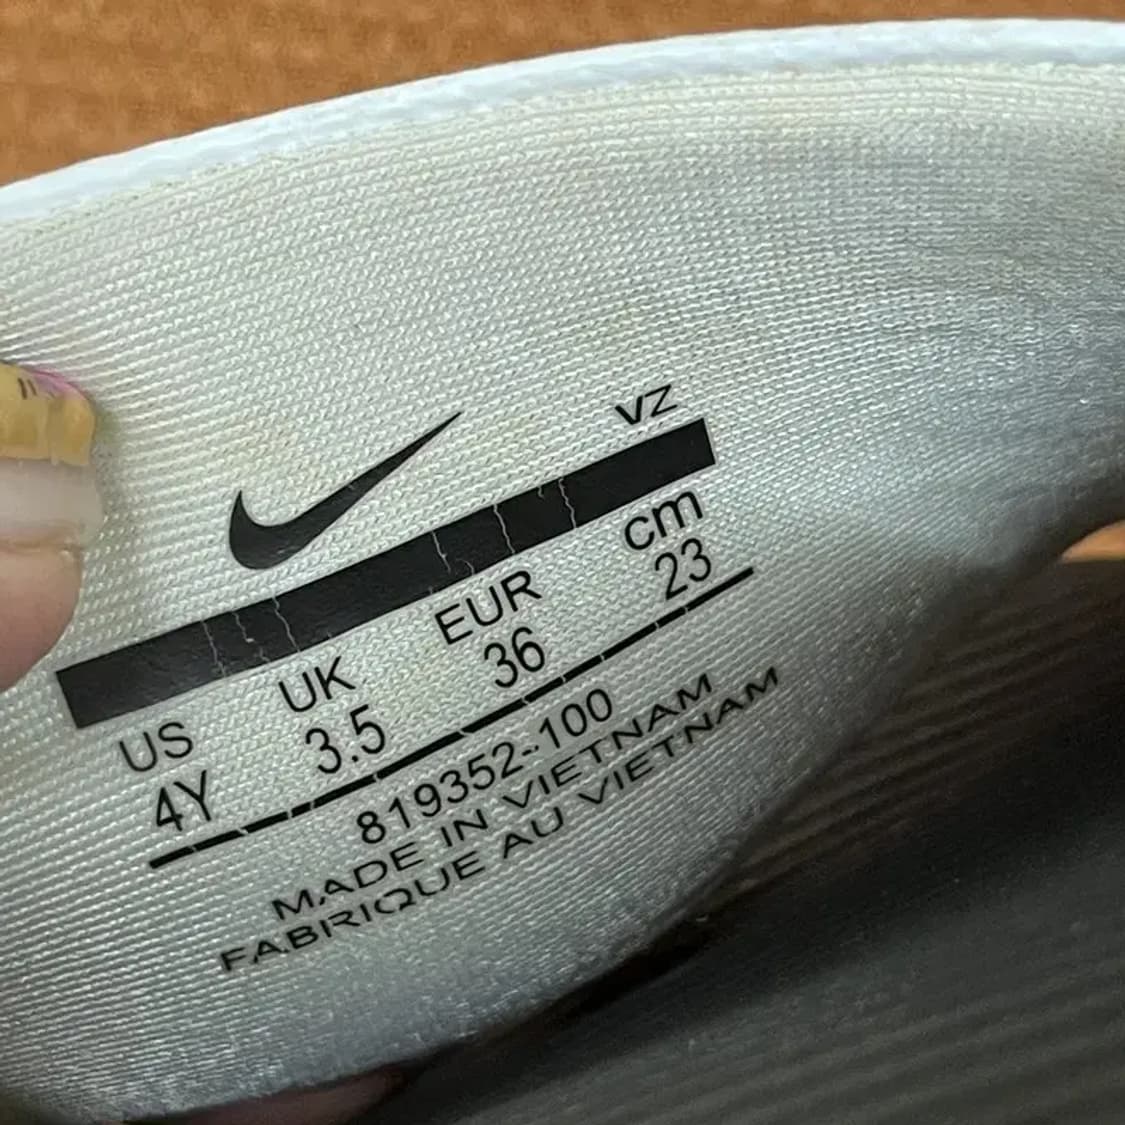 VZ
US UK EUR cm
4Y 3.5 36 23
819352-100
MADE IN VIETNAM
FABRIQUE AU VIETNAM